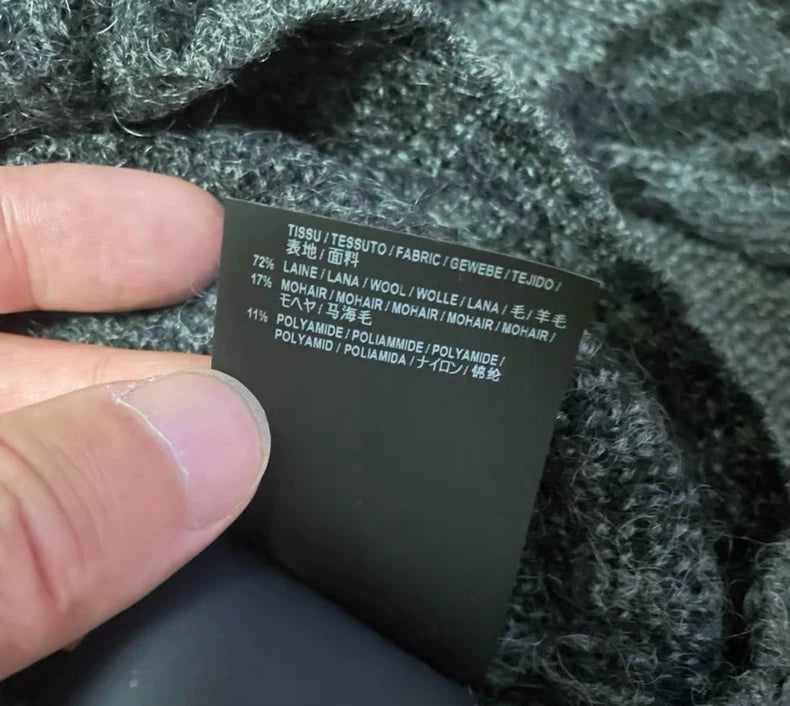 TISSU / TESSUTO / FABRIC / GEWEBE / TEJIDO /
表地 / 面料
72% LAINE / LANA / WOOL / WOLLE / LANA / 毛 / 羊毛
17% MOHAIR / MOHAIR / MOHAIR / MOHAIR / MOHAIR /
モヘヤ / 马海毛
11% POLYAMIDE / POLIAMMIDE / POLYAMIDE /
POLYAMID / POLIAMIDA / ナイロン / 锦纶